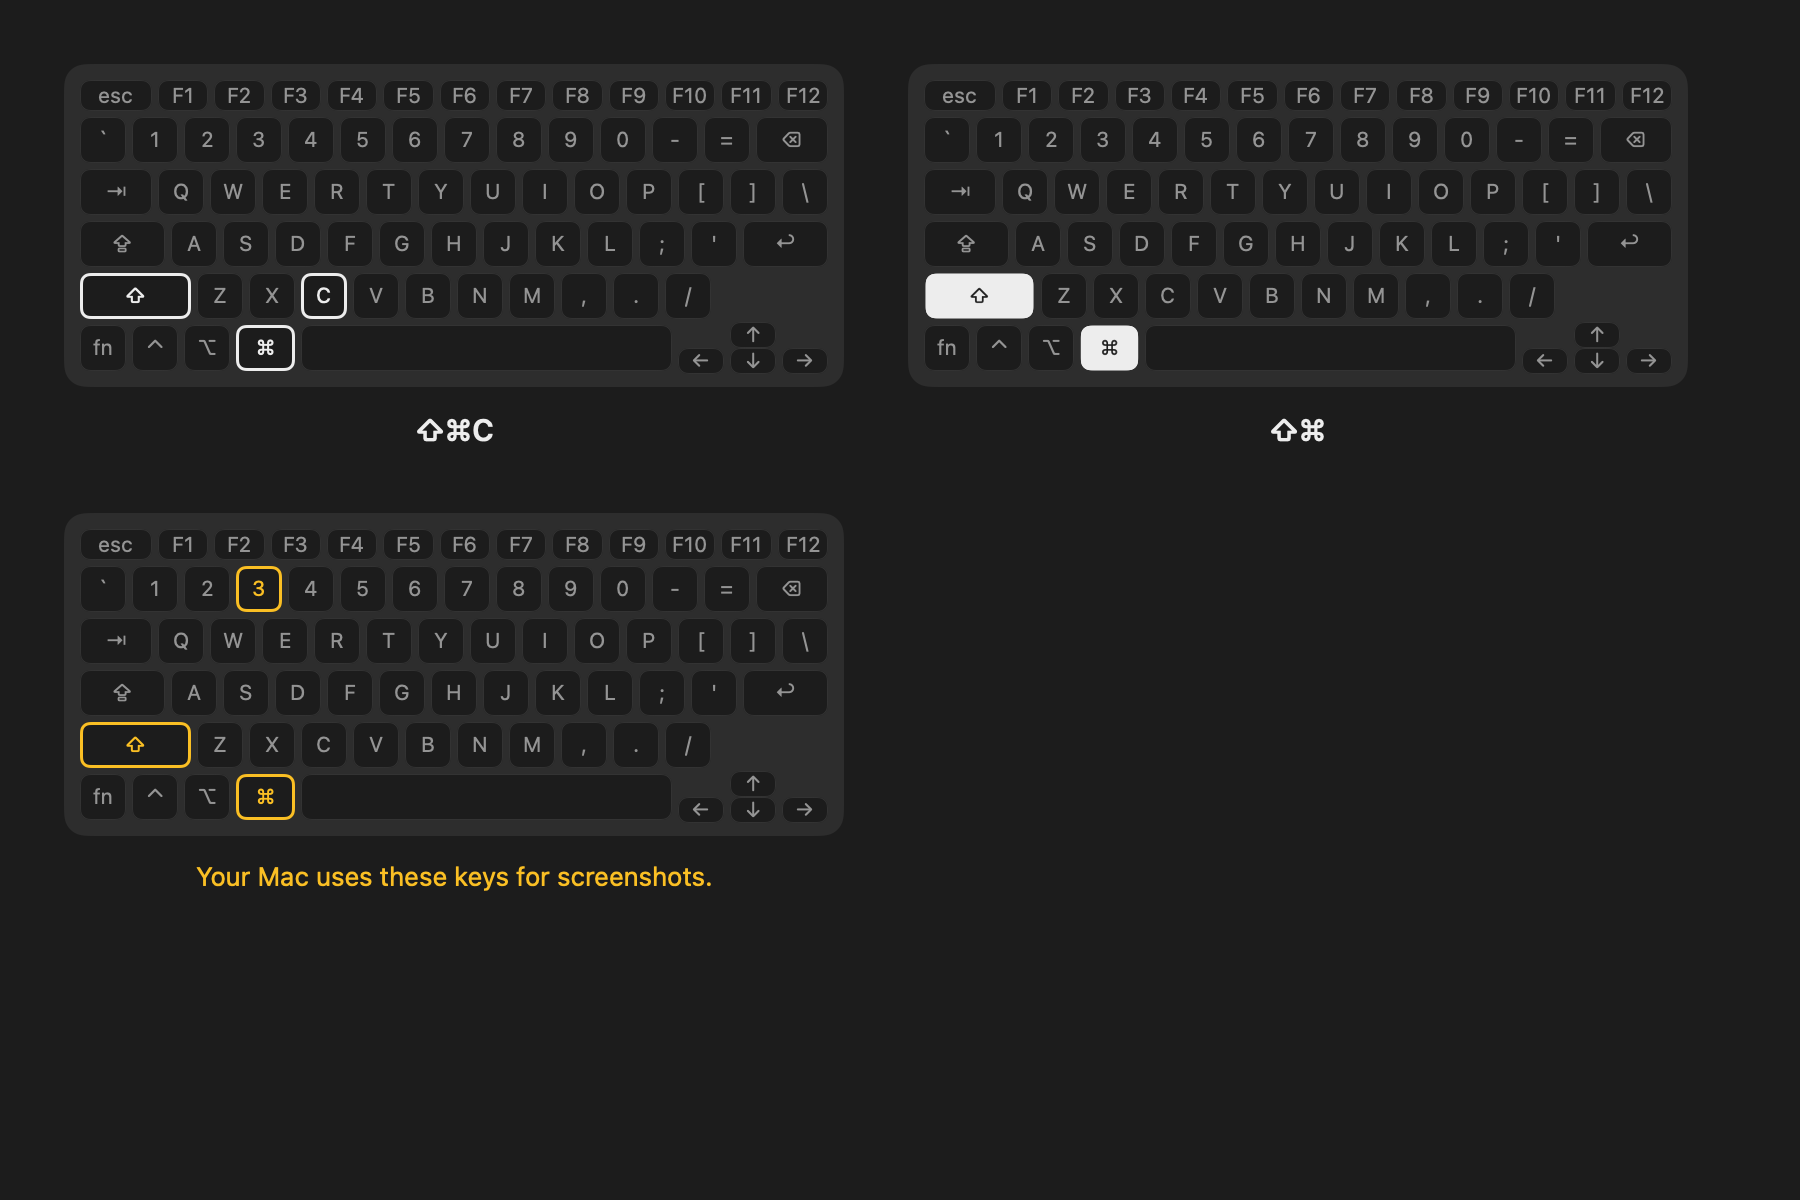 esc F1 F2 F3 F4 F5 F6 F7 F8 F9 F10 F11 F12
` 1 2 3 4 5 6 7 8 9 0 - = ⌫
⇥ Q W E R T Y U I O P [ ] \
⇪ A S D F G H J K L ; ' ↩
⇧ Z X C V B N M , . /
fn ^ ⌥ ⌘ ← ↑ ↓ →
⇧⌘C
esc F1 F2 F3 F4 F5 F6 F7 F8 F9 F10 F11 F12
` 1 2 3 4 5 6 7 8 9 0 - = ⌫
⇥ Q W E R T Y U I O P [ ] \
⇪ A S D F G H J K L ; ' ↩
⇧ Z X C V B N M , . /
fn ^ ⌥ ⌘ ← ↑ ↓ →
⇧⌘
esc F1 F2 F3 F4 F5 F6 F7 F8 F9 F10 F11 F12
` 1 2 3 4 5 6 7 8 9 0 - = ⌫
⇥ Q W E R T Y U I O P [ ] \
⇪ A S D F G H J K L ; ' ↩
⇧ Z X C V B N M , . /
fn ^ ⌥ ⌘ ← ↑ ↓ →
Your Mac uses these keys for screenshots.